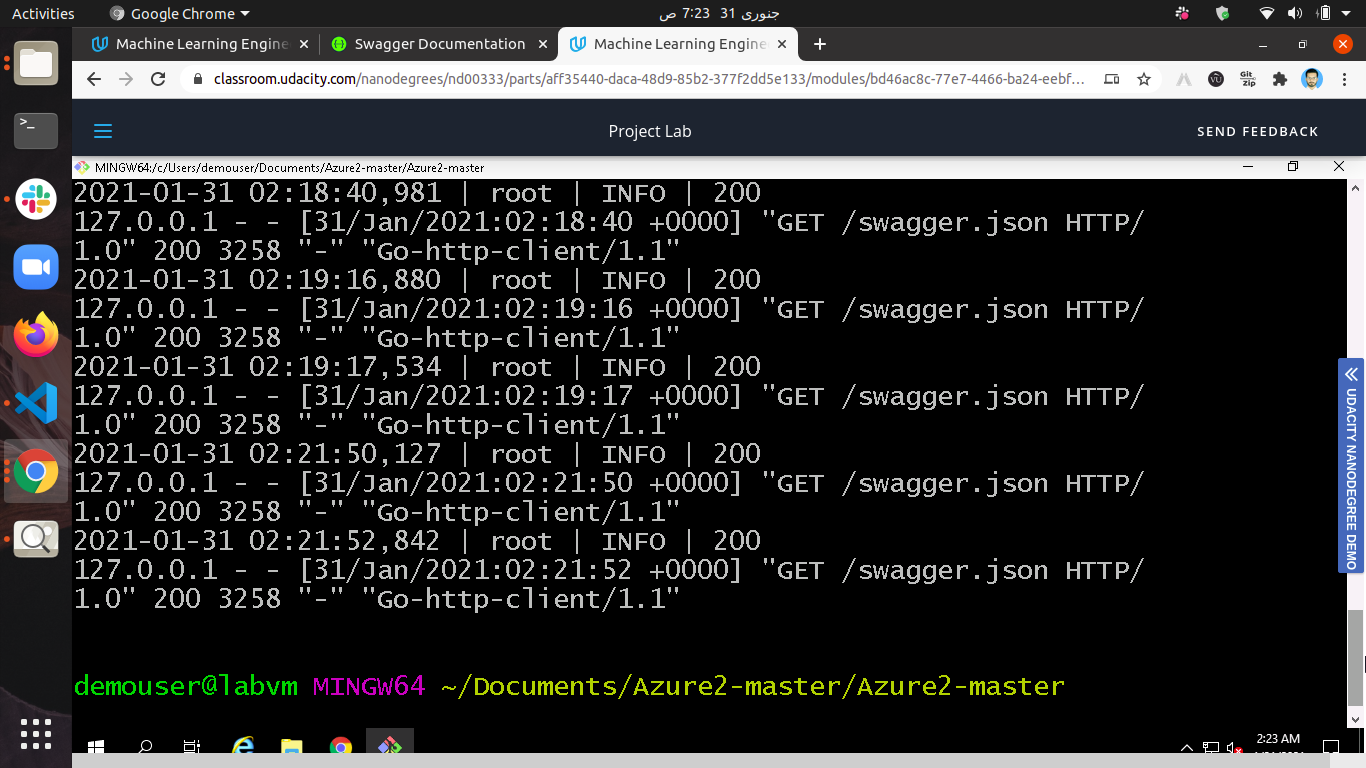 Activities
Google Chrome
جنوری 31  7:23 ص
Machine Learning Engine
Swagger Documentation
Machine Learning Engine
classroom.udacity.com/nanodegrees/nd00333/parts/aff35440-daca-48d9-85b2-377f2dd5e133/modules/bd46ac8c-77e7-4466-ba24-eebf…
VU
Git
Zip
Project Lab
SEND FEEDBACK
MINGW64:/c/Users/demouser/Documents/Azure2-master/Azure2-master
2021-01-31 02:18:40,981 | root | INFO | 200
127.0.0.1 - - [31/Jan/2021:02:18:40 +0000] "GET /swagger.json HTTP/
1.0" 200 3258 "-" "Go-http-client/1.1"
2021-01-31 02:19:16,880 | root | INFO | 200
127.0.0.1 - - [31/Jan/2021:02:19:16 +0000] "GET /swagger.json HTTP/
1.0" 200 3258 "-" "Go-http-client/1.1"
2021-01-31 02:19:17,534 | root | INFO | 200
127.0.0.1 - - [31/Jan/2021:02:19:17 +0000] "GET /swagger.json HTTP/
1.0" 200 3258 "-" "Go-http-client/1.1"
2021-01-31 02:21:50,127 | root | INFO | 200
127.0.0.1 - - [31/Jan/2021:02:21:50 +0000] "GET /swagger.json HTTP/
1.0" 200 3258 "-" "Go-http-client/1.1"
2021-01-31 02:21:52,842 | root | INFO | 200
127.0.0.1 - - [31/Jan/2021:02:21:52 +0000] "GET /swagger.json HTTP/
1.0" 200 3258 "-" "Go-http-client/1.1"
demouser@labvm MINGW64 ~/Documents/Azure2-master/Azure2-master
UDACITY NANODEGREE DEMO
2:23 AM